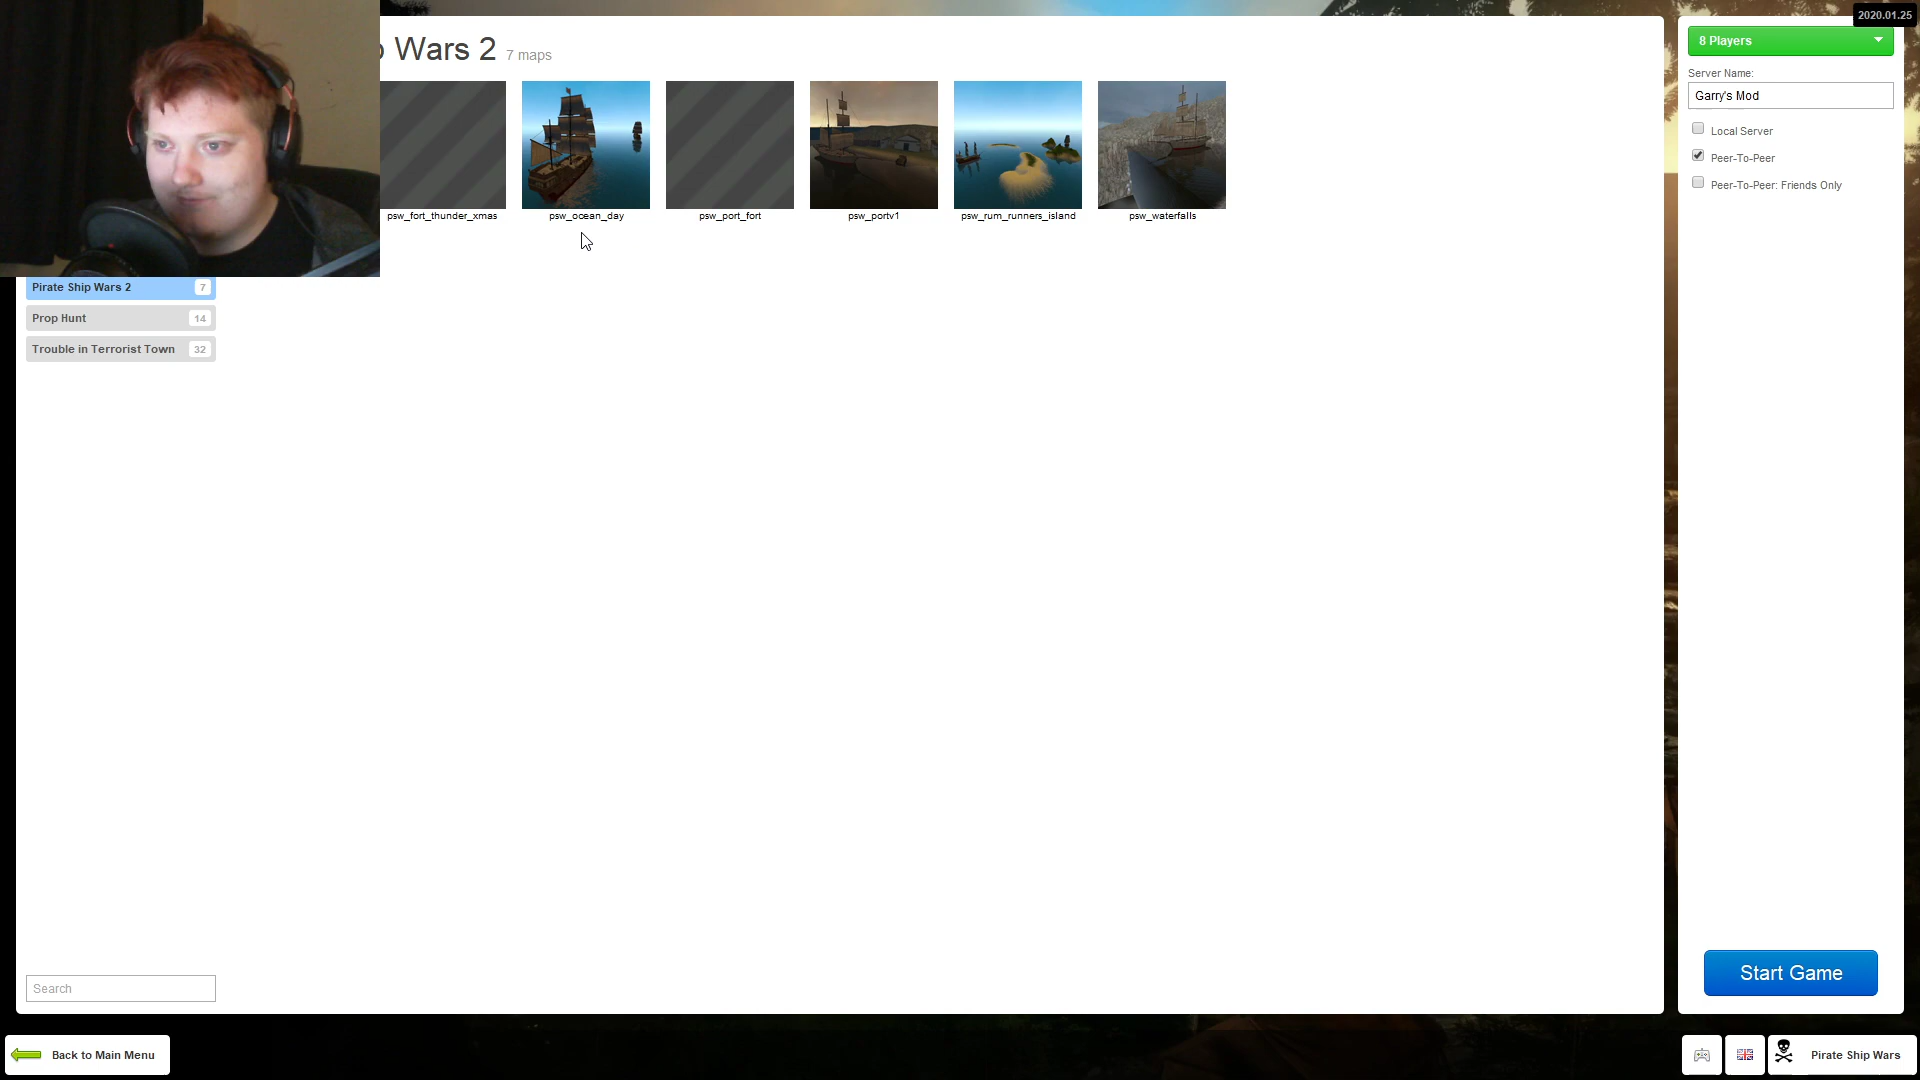 2020.01.25
Wars 2 7 maps
psw_fort_thunder_xmas
psw_ocean_day
psw_port_fort
psw_portv1
psw_rum_runners_island
psw_waterfalls
Pirate Ship Wars 2 7
Prop Hunt 14
Trouble in Terrorist Town 32
Search
Back to Main Menu
8 Players
Server Name:
Garry's Mod
Local Server
Peer-To-Peer
Peer-To-Peer: Friends Only
Start Game
Pirate Ship Wars